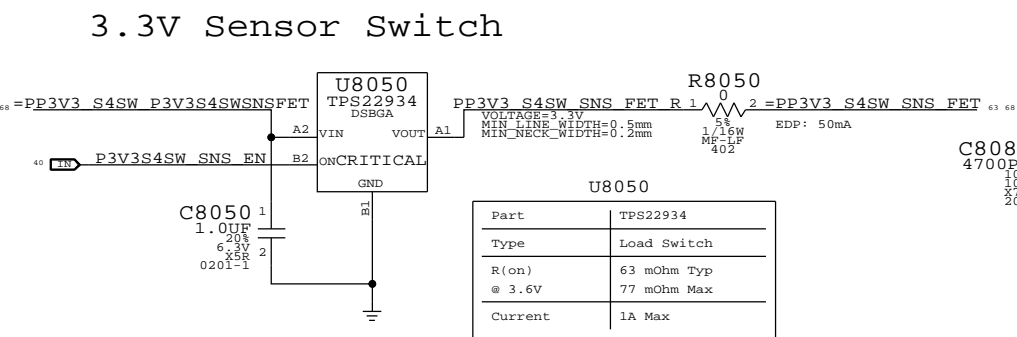 3.3V Sensor Switch
U8050
TPS22934
DSBGA
68 =PP3V3_S4SW_P3V3S4SWSNSFET
A2 VIN
VOUT A1
PP3V3_S4SW_SNS_FET_R 1
VOLTAGE=3.3V
MIN_LINE_WIDTH=0.5mm
MIN_NECK_WIDTH=0.2mm
R8050
0
5%
1/16W
MF-LF
402
2 =PP3V3_S4SW_SNS_FET 63 68
EDP: 50mA
40 IN P3V3S4SW_SNS_EN B2 ON
CRITICAL
GND
B1
C8050 1
1.0UF
20%
6.3V
X5R 2
0201-1
C808
4700P
10
10
X7
20
U8050
Part TPS22934
Type Load Switch
R(on) 63 mOhm Typ
@ 3.6V 77 mOhm Max
Current 1A Max